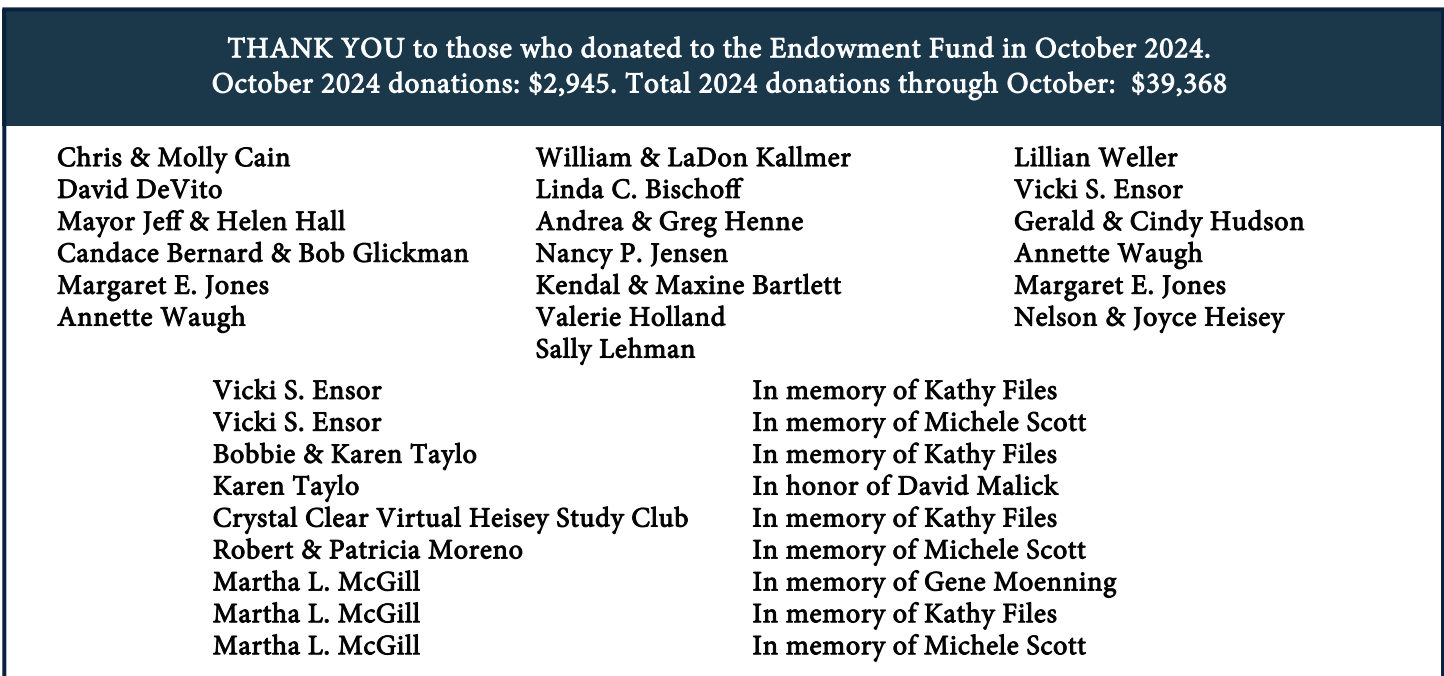 THANK YOU to those who donated to the Endowment Fund in October 2024.
October 2024 donations: $2,945. Total 2024 donations through October: $39,368
Chris & Molly Cain
David DeVito
Mayor Jeff & Helen Hall
Candace Bernard & Bob Glickman
Margaret E. Jones
Annette Waugh
William & LaDon Kallmer
Linda C. Bischoff
Andrea & Greg Henne
Nancy P. Jensen
Kendal & Maxine Bartlett
Valerie Holland
Sally Lehman
Lillian Weller
Vicki S. Ensor
Gerald & Cindy Hudson
Annette Waugh
Margaret E. Jones
Nelson & Joyce Heisey
Vicki S. Ensor In memory of Kathy Files
Vicki S. Ensor In memory of Michele Scott
Bobbie & Karen Taylo In memory of Kathy Files
Karen Taylo In honor of David Malick
Crystal Clear Virtual Heisey Study Club In memory of Kathy Files
Robert & Patricia Moreno In memory of Michele Scott
Martha L. McGill In memory of Gene Moenning
Martha L. McGill In memory of Kathy Files
Martha L. McGill In memory of Michele Scott